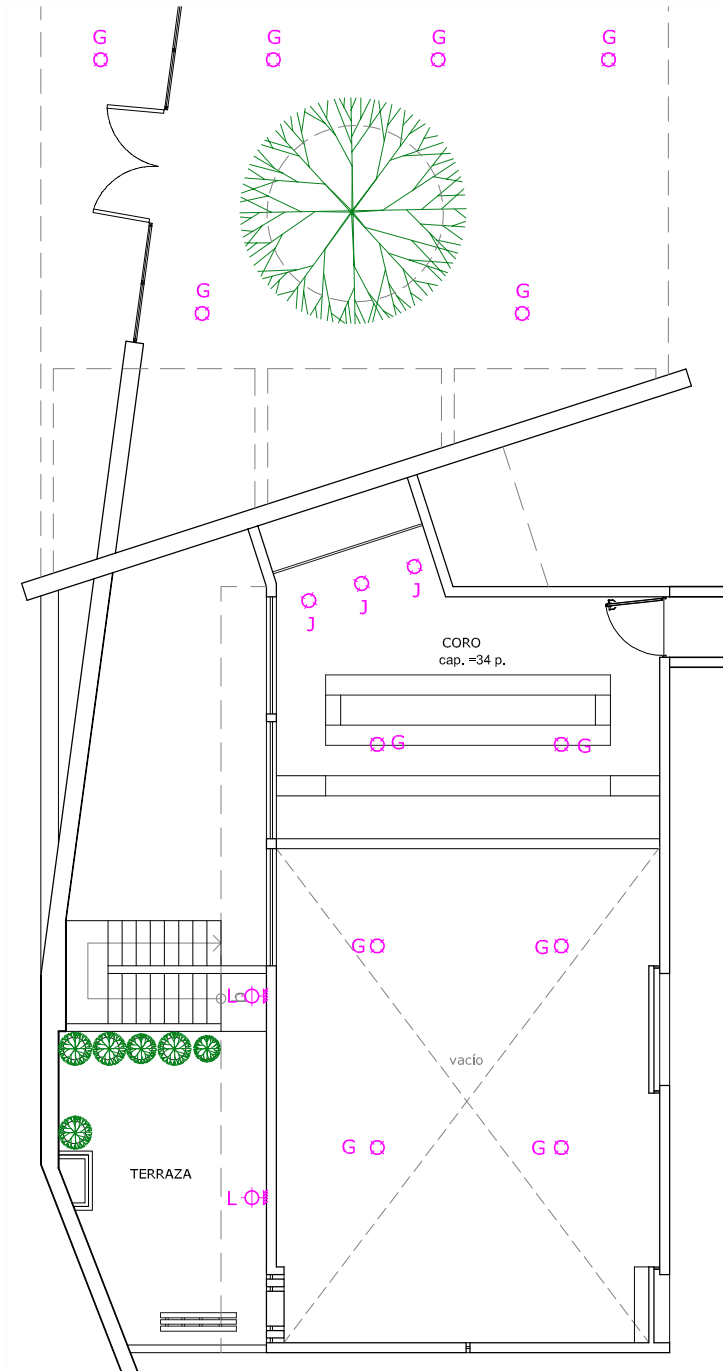 G G G G
G G
J J J
CORO
cap. =34 p.
G G
G G
L b
vacío
G G
TERRAZA
L